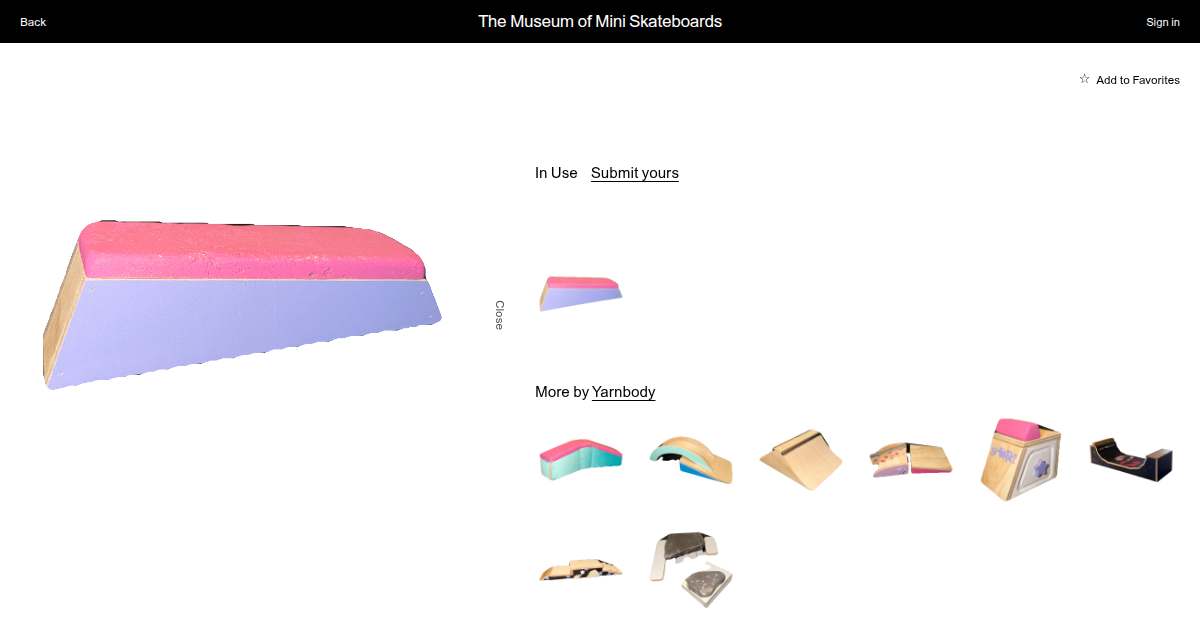 Back
The Museum of Mini Skateboards
Sign in
☆ Add to Favorites
In Use Submit yours
Close
More by Yarnbody